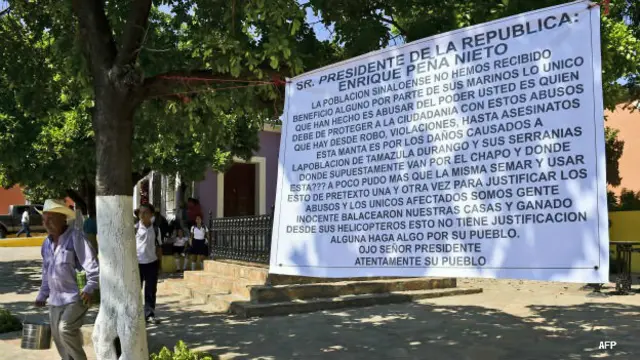 SR. PRESIDENTE DE LA REPUBLICA:
ENRIQUE PEÑA NIETO
LA POBLACION SINALOENSE NO HEMOS RECIBIDO
BENEFICIO ALGUNO POR PARTE DE SUS MARINOS LO UNICO
QUE HAN HECHO ES ABUSAR DEL PODER USTED ES QUIEN
DEBE DE PROTEGER A LA CIUDADANIA CON ESTOS ABUSOS
QUE HAY DESDE ROBO, VIOLACIONES, HASTA ASESINATOS
ESTA MANTA ES POR LOS DAÑOS CAUSADOS A
LAPOBLACION DE TAMAZULA DURANGO Y SUS SERRANIAS
DONDE SUPUESTAMENTE VAN POR EL CHAPO Y DONDE
ESTA??? A POCO PUDO MAS QUE LA MISMA SEMAR Y USAR
ESTO DE PRETEXTO UNA Y OTRA VEZ PARA JUSTIFICAR LOS
ABUSOS Y LOS UNICOS AFECTADOS SOMOS GENTE
INOCENTE BALACEARON NUESTRAS CASAS Y GANADO
DESDE SUS HELICOPTEROS ESTO NO TIENE JUSTIFICACION
ALGUNA HAGA ALGO POR SU PUEBLO.
OJO SEÑOR PRESIDENTE
ATENTAMENTE SU PUEBLO
AFP